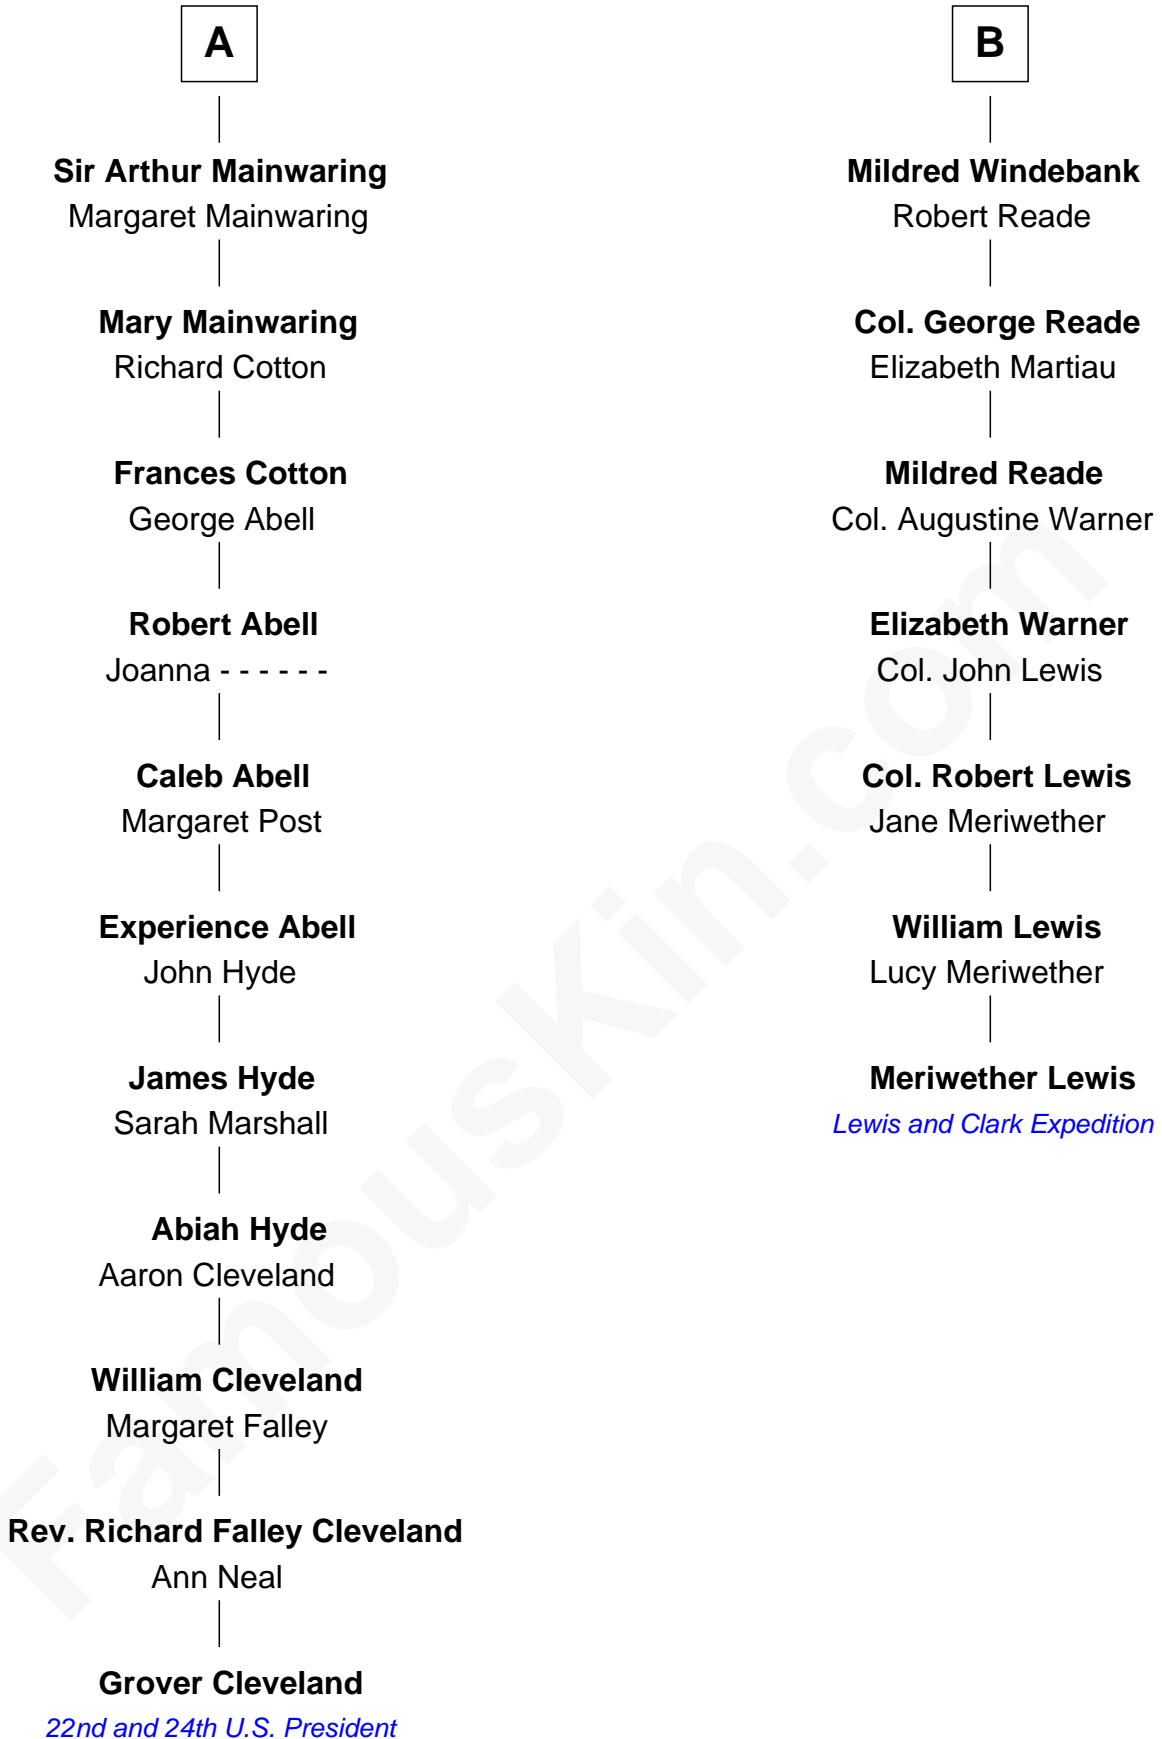 A
Sir Arthur Mainwaring
Margaret Mainwaring
Mary Mainwaring
Richard Cotton
Frances Cotton
George Abell
Robert Abell
Joanna - - - - - -
Caleb Abell
Margaret Post
Experience Abell
John Hyde
James Hyde
Sarah Marshall
Abiah Hyde
Aaron Cleveland
William Cleveland
Margaret Falley
Rev. Richard Falley Cleveland
Ann Neal
Grover Cleveland
22nd and 24th U.S. President
B
Mildred Windebank
Robert Reade
Col. George Reade
Elizabeth Martiau
Mildred Reade
Col. Augustine Warner
Elizabeth Warner
Col. John Lewis
Col. Robert Lewis
Jane Meriwether
William Lewis
Lucy Meriwether
Meriwether Lewis
Lewis and Clark Expedition
FamousKin.com